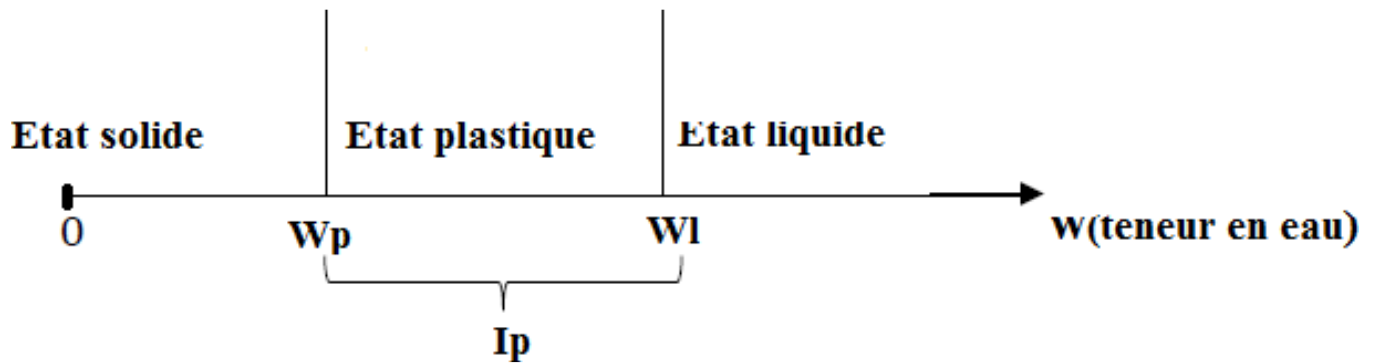 Etat solide
Etat plastique
Etat liquide
0
Wp
Wl
W(teneur en eau)
Ip